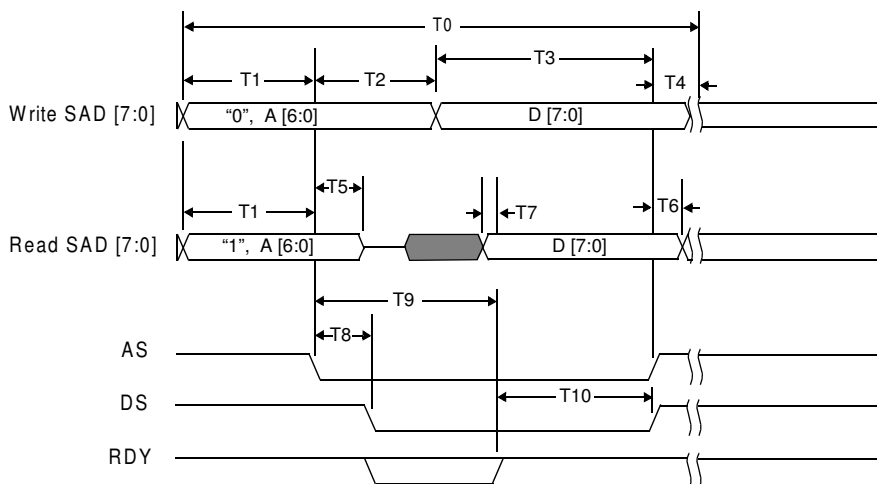 T0
T1 T2 T3 T4
Write SAD [7:0] “0”, A [6:0] D [7:0]
T1 T5 T7 T6
Read SAD [7:0] “1”, A [6:0] D [7:0]
T9
T8
AS
T10
DS
RDY